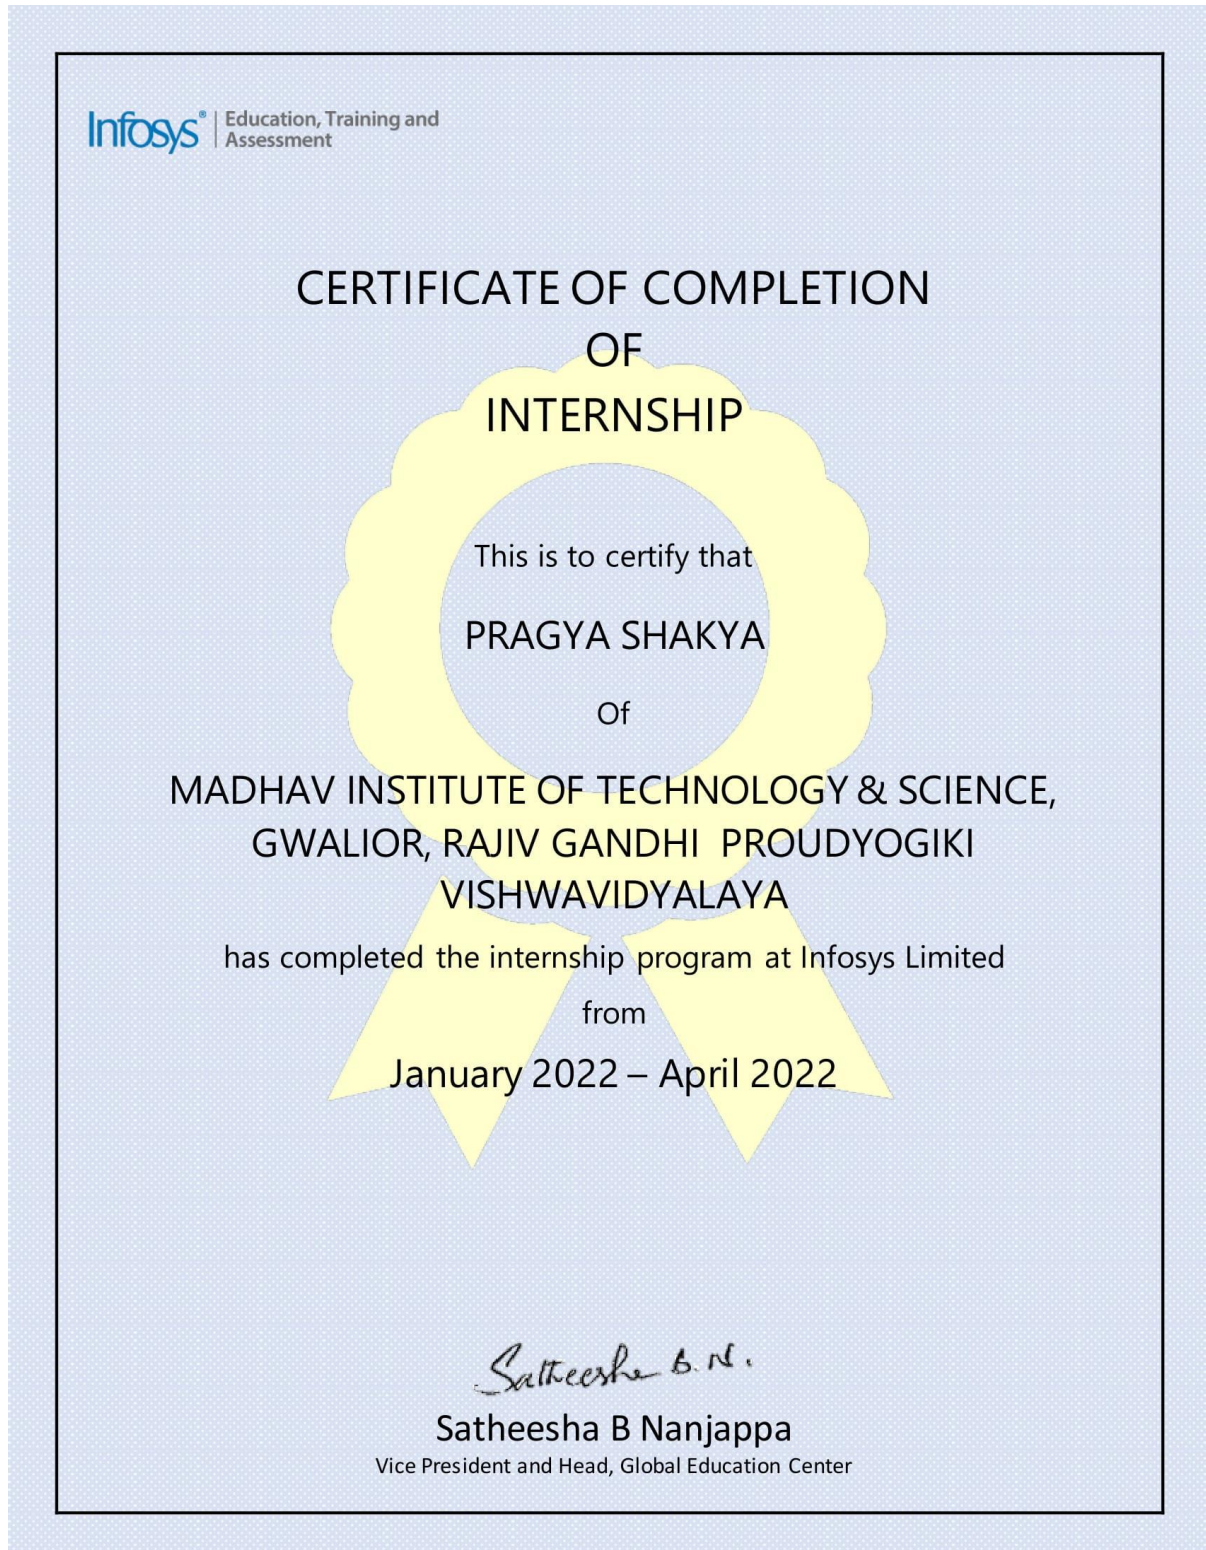 Infosys® | Education, Training and
Assessment
CERTIFICATE OF COMPLETION
OF
INTERNSHIP
This is to certify that
PRAGYA SHAKYA
Of
MADHAV INSTITUTE OF TECHNOLOGY & SCIENCE,
GWALIOR, RAJIV GANDHI PROUDYOGIKI
VISHWAVIDYALAYA
has completed the internship program at Infosys Limited
from
January 2022 – April 2022
Satheesha B. N.
Satheesha B Nanjappa
Vice President and Head, Global Education Center